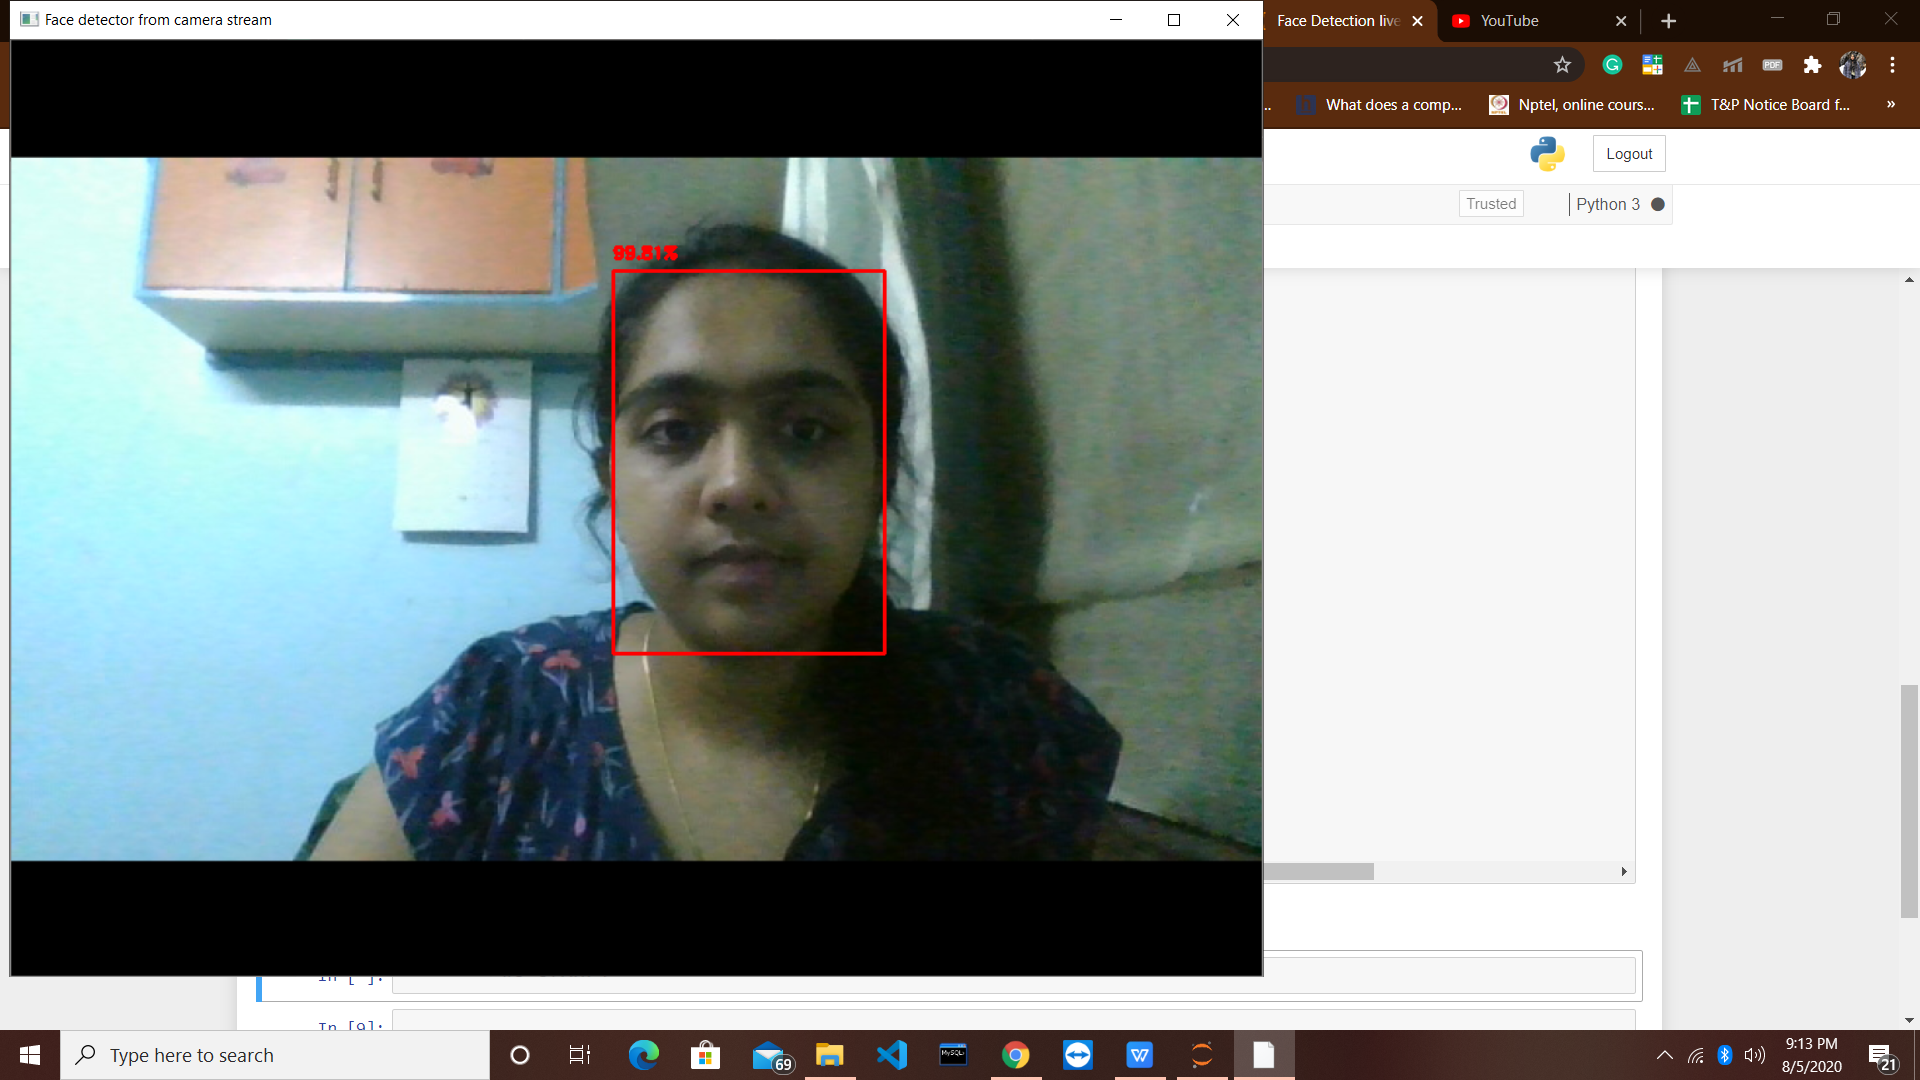 Face detector from camera stream
Face Detection live
YouTube
PDF
What does a comp...
Nptel, online cours...
T&P Notice Board f...
»
Logout
Trusted
Python 3
99.81%
In [ ]:
In [9]:
Type here to search
69
MySQL
9:13 PM
8/5/2020
21